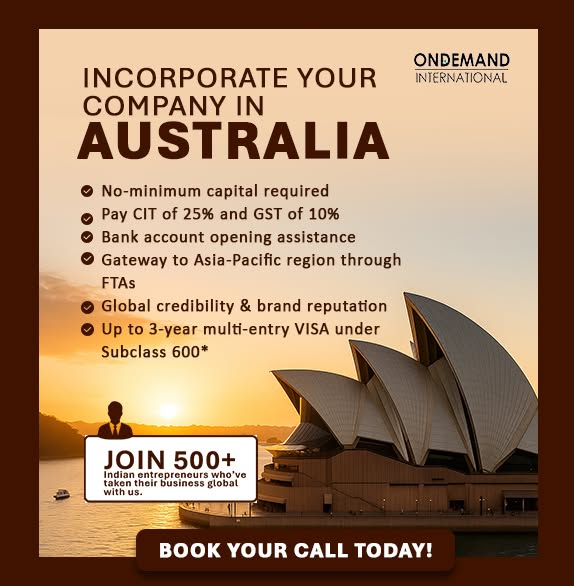 ONDEMAND
INTERNATIONAL
INCORPORATE YOUR
COMPANY IN
AUSTRALIA
No-minimum capital required
Pay CIT of 25% and GST of 10%
Bank account opening assistance
Gateway to Asia-Pacific region through
FTAs
Global credibility & brand reputation
Up to 3-year multi-entry VISA under
Subclass 600*
JOIN 500+
Indian entrepreneurs who've
taken their business global
with us.
BOOK YOUR CALL TODAY!